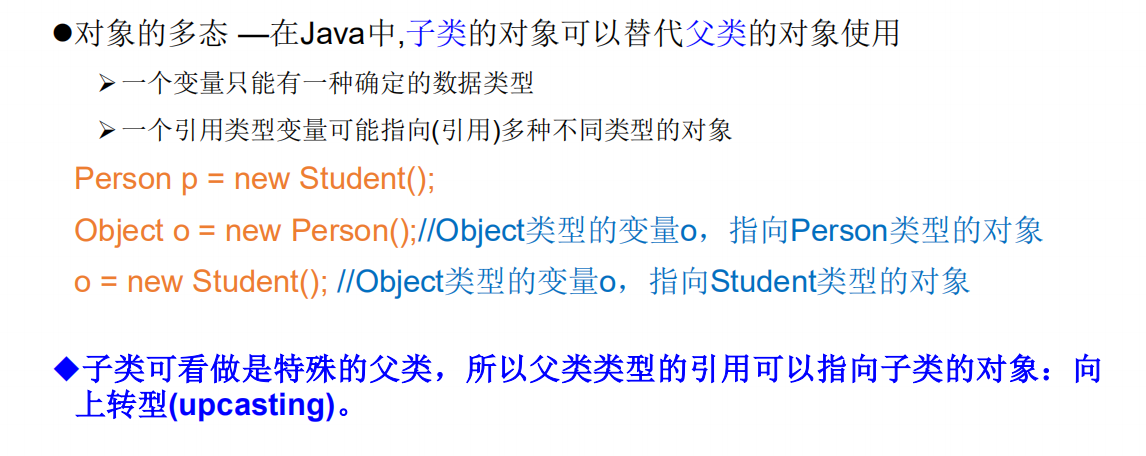 ●对象的多态 —在Java中,子类的对象可以替代父类的对象使用
➢一个变量只能有一种确定的数据类型
➢一个引用类型变量可能指向(引用)多种不同类型的对象
Person p = new Student();
Object o = new Person();//Object类型的变量o，指向Person类型的对象
o = new Student(); //Object类型的变量o，指向Student类型的对象
◆子类可看做是特殊的父类，所以父类类型的引用可以指向子类的对象：向
上转型(upcasting)。